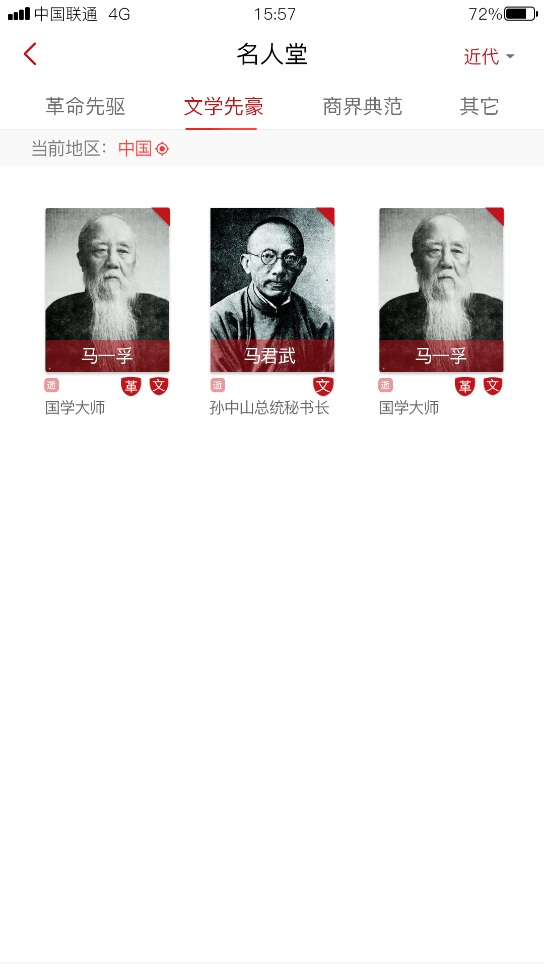 中国联通 4G 15:57 72%
名人堂 近代
革命先驱 文学先豪 商界典范 其它
当前地区：中国
马一孚 马君武 马一孚
逝 革 文 逝 文 逝 革 文
国学大师 孙中山总统秘书长 国学大师